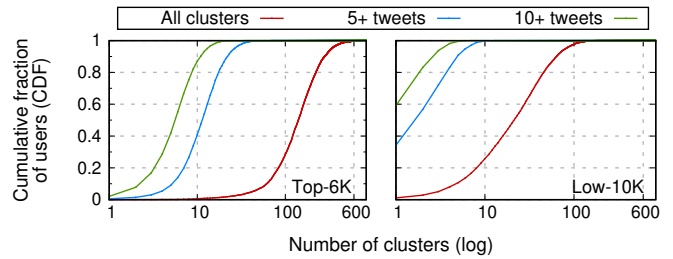 All clusters 5+ tweets 10+ tweets
Cumulative fraction
of users (CDF)
1
0.8
0.6
0.4
0.2
0
Top-6K
Low-10K
1 10 100 600
1 10 100 600
Number of clusters (log)